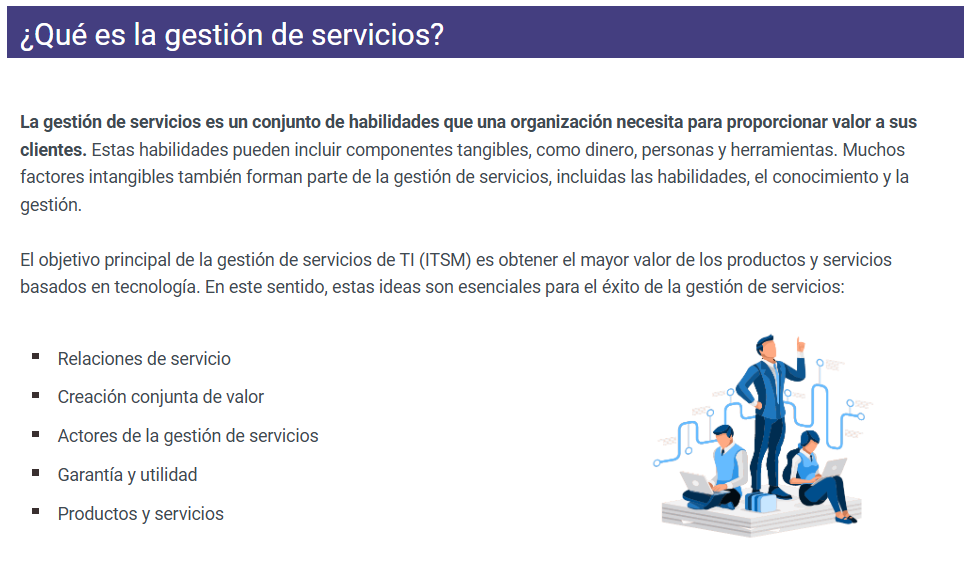 ¿Qué es la gestión de servicios?
La gestión de servicios es un conjunto de habilidades que una organización necesita para proporcionar valor a sus
clientes. Estas habilidades pueden incluir componentes tangibles, como dinero, personas y herramientas. Muchos
factores intangibles también forman parte de la gestión de servicios, incluidas las habilidades, el conocimiento y la
gestión.
El objetivo principal de la gestión de servicios de TI (ITSM) es obtener el mayor valor de los productos y servicios
basados en tecnología. En este sentido, estas ideas son esenciales para el éxito de la gestión de servicios:
Relaciones de servicio
Creación conjunta de valor
Actores de la gestión de servicios
Garantía y utilidad
Productos y servicios